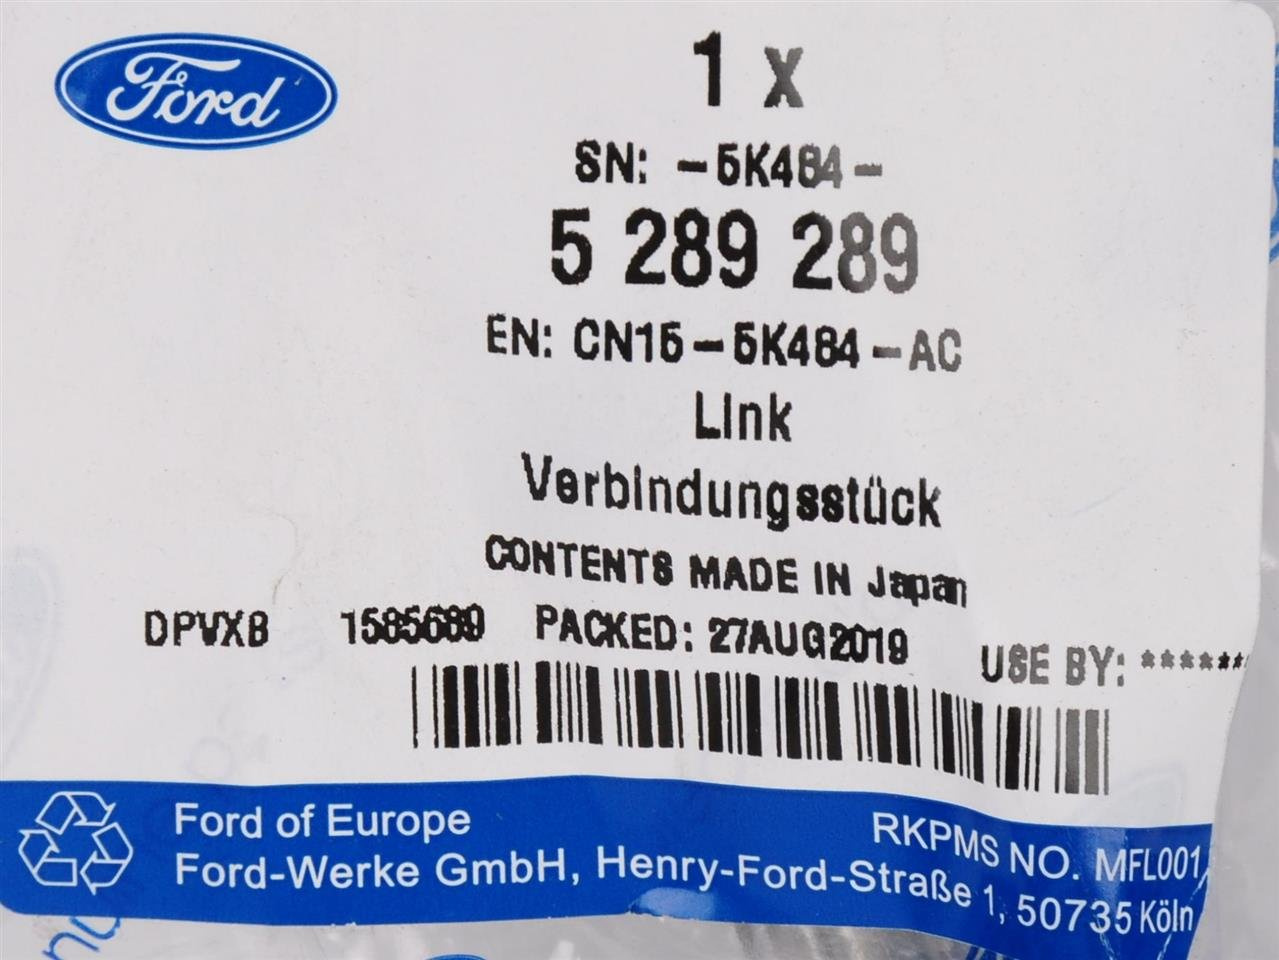 Ford
1 x
SN: -5K484-
5 289 289
EN: CN15-5K484-AC
Link
Verbindungsstück
CONTENTS MADE IN Japan
DPVXB 1585689 PACKED: 27AUG2019 USE BY: *******
Ford of Europe
Ford-Werke GmbH, Henry-Ford-Straße 1, 50735 Köln
RKPMS NO. MFL001